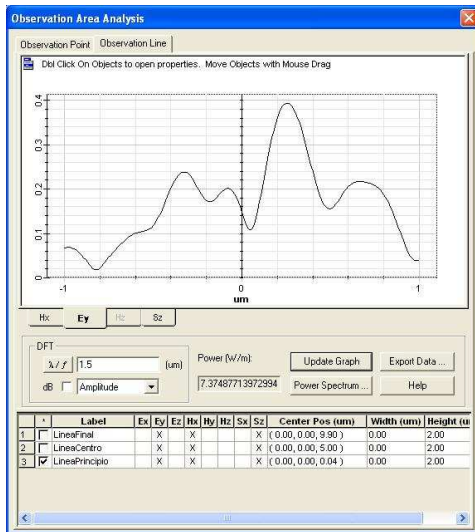 Observation Area Analysis
Observation Point Observation Line
Dbl Click On Objects to open properties. Move Objects with Mouse Drag
0.4
0.3
0.2
0.1
0
-1 0 1
um
Hx Ey Hz Sz
DFT
λ / f 1.5 (um)
dB Amplitude
Power (W/m):
7.37487713972994
Update Graph Export Data ...
Power Spectrum ... Help
* Label Ex Ey Ez Hx Hy Hz Sx Sz Center Pos (um) Width (um) Height (u
1 LineaFinal X X X ( 0.00, 0.00, 9.90 ) 0.00 2.00
2 LineaCentro X X X ( 0.00, 0.00, 5.00 ) 0.00 2.00
3 LineaPrincipio X X X ( 0.00, 0.00, 0.04 ) 0.00 2.00